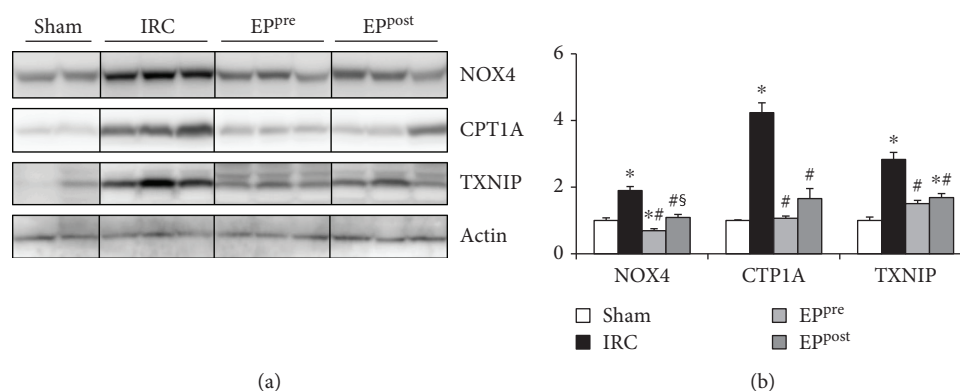 Sham IRC EPpre EPpost
NOX4
CPT1A
TXNIP
Actin
(a)
6
4
2
0
* *# #§ * # # * # *#
NOX4 CTP1A TXNIP
Sham EPpre
IRC EPpost
(b)